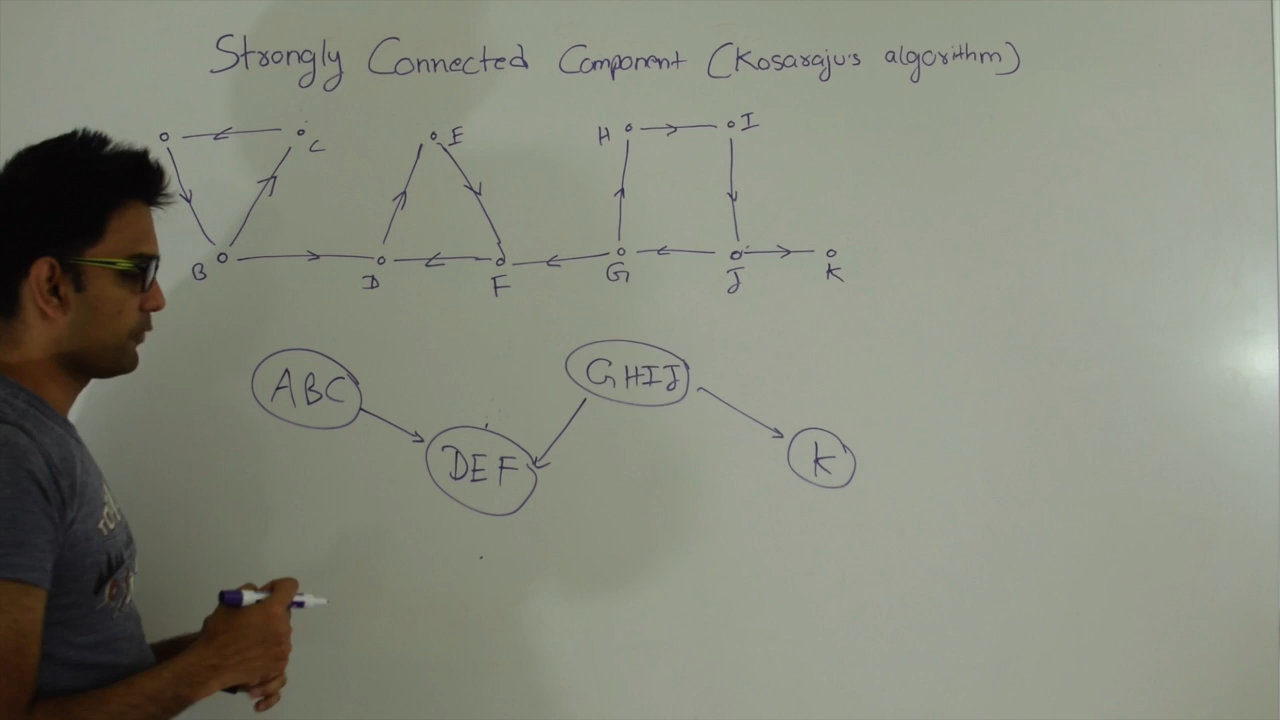 Strongly Connected Component (Kosaraju's algorithm)
C E H I
B D F G J K
ABC GHIJ
DEF K